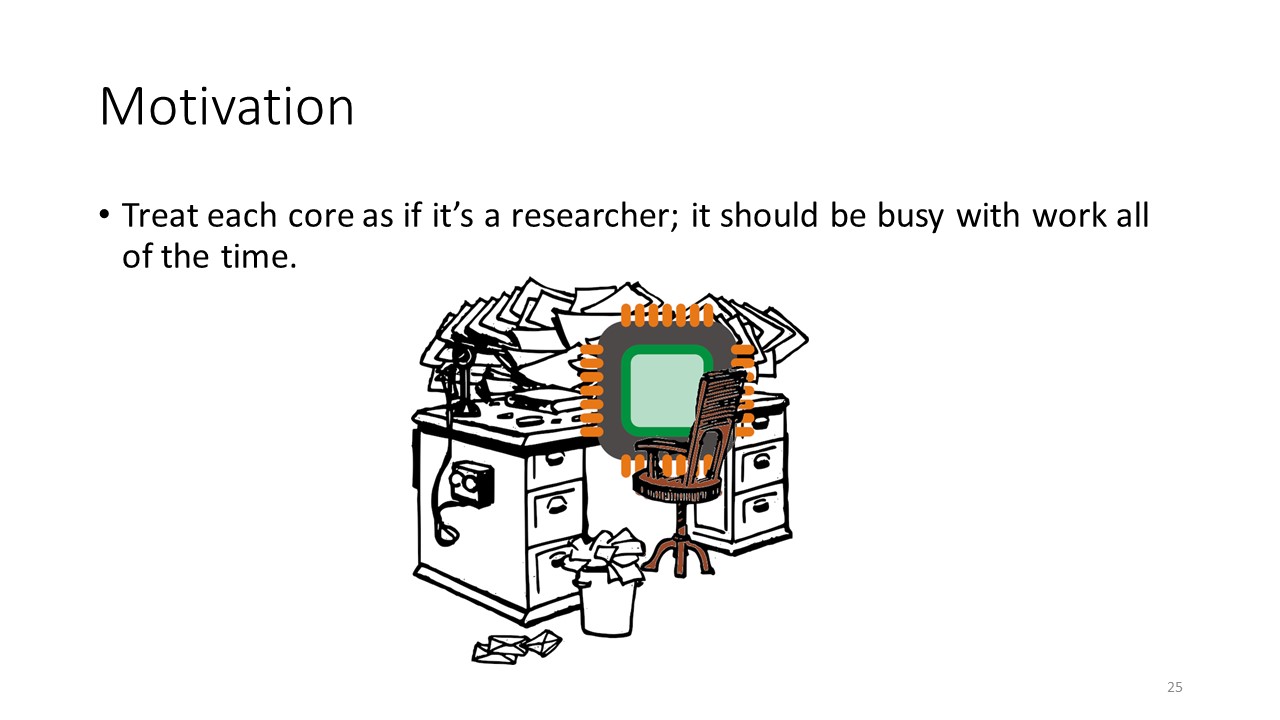 Motivation
• Treat each core as if it’s a researcher; it should be busy with work all
of the time.
25